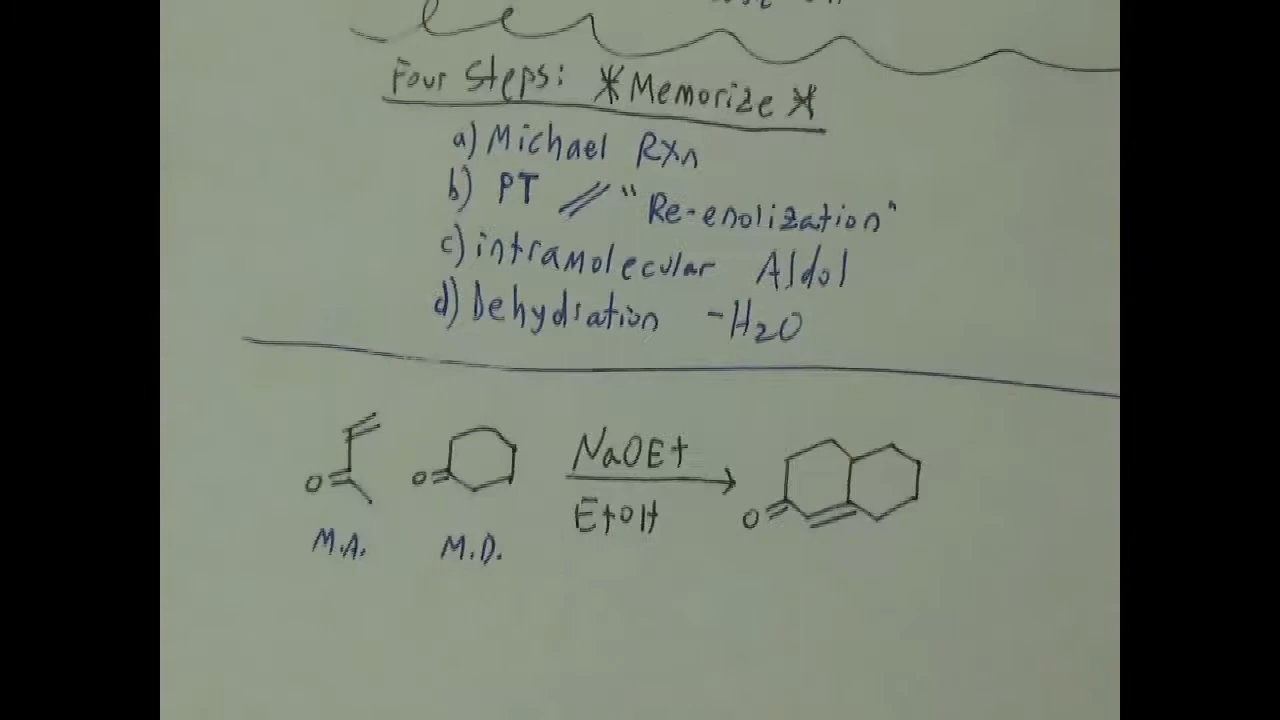 Four Steps: *Memorize*
a) Michael Rxn
b) PT // "Re-enolization"
c) intramolecular Aldol
d) Dehydration -H2O
O O NaOEt
EtOH O
M.A. M.D.